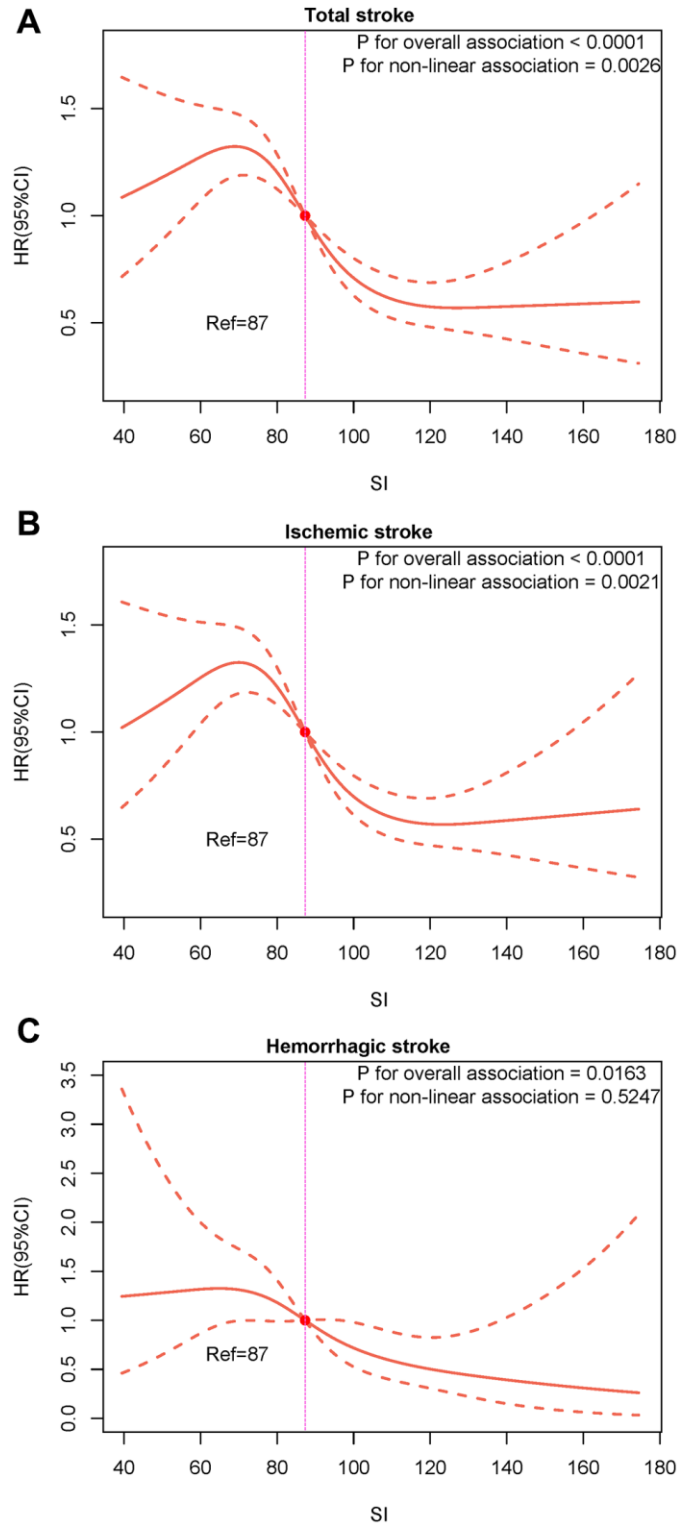 A
Total stroke
P for overall association < 0.0001
P for non-linear association = 0.0026
HR(95%CI)
1.5
1.0
0.5
Ref=87
40 60 80 100 120 140 160 180
SI
B
Ischemic stroke
P for overall association < 0.0001
P for non-linear association = 0.0021
HR(95%CI)
1.5
1.0
0.5
Ref=87
40 60 80 100 120 140 160 180
SI
C
Hemorrhagic stroke
P for overall association = 0.0163
P for non-linear association = 0.5247
HR(95%CI)
3.5
3.0
2.5
2.0
1.5
1.0
0.5
0.0
Ref=87
40 60 80 100 120 140 160 180
SI